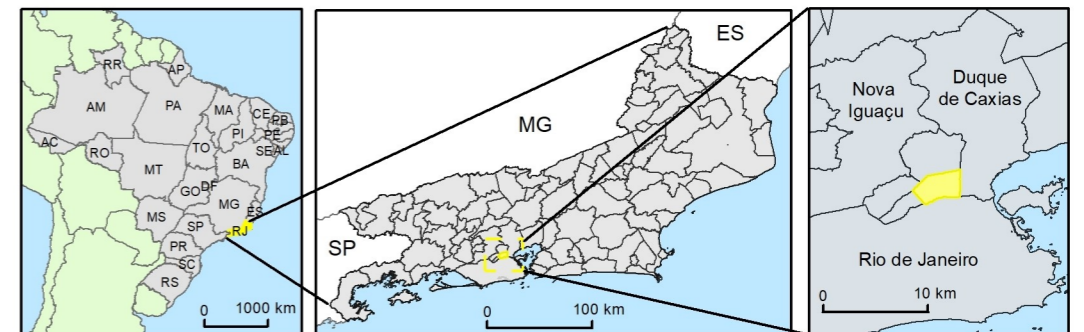 RR
AP
AM
PA
MA
CE
PB
PI
PE
AC
RO
TO
SE
AL
MT
BA
GO
DF
MG
MS
ES
SP
RJ
PR
SC
RS
0 1000 km
ES
MG
SP
0 100 km
Nova
Iguaçu
Duque
de Caxias
Rio de Janeiro
0 10 km